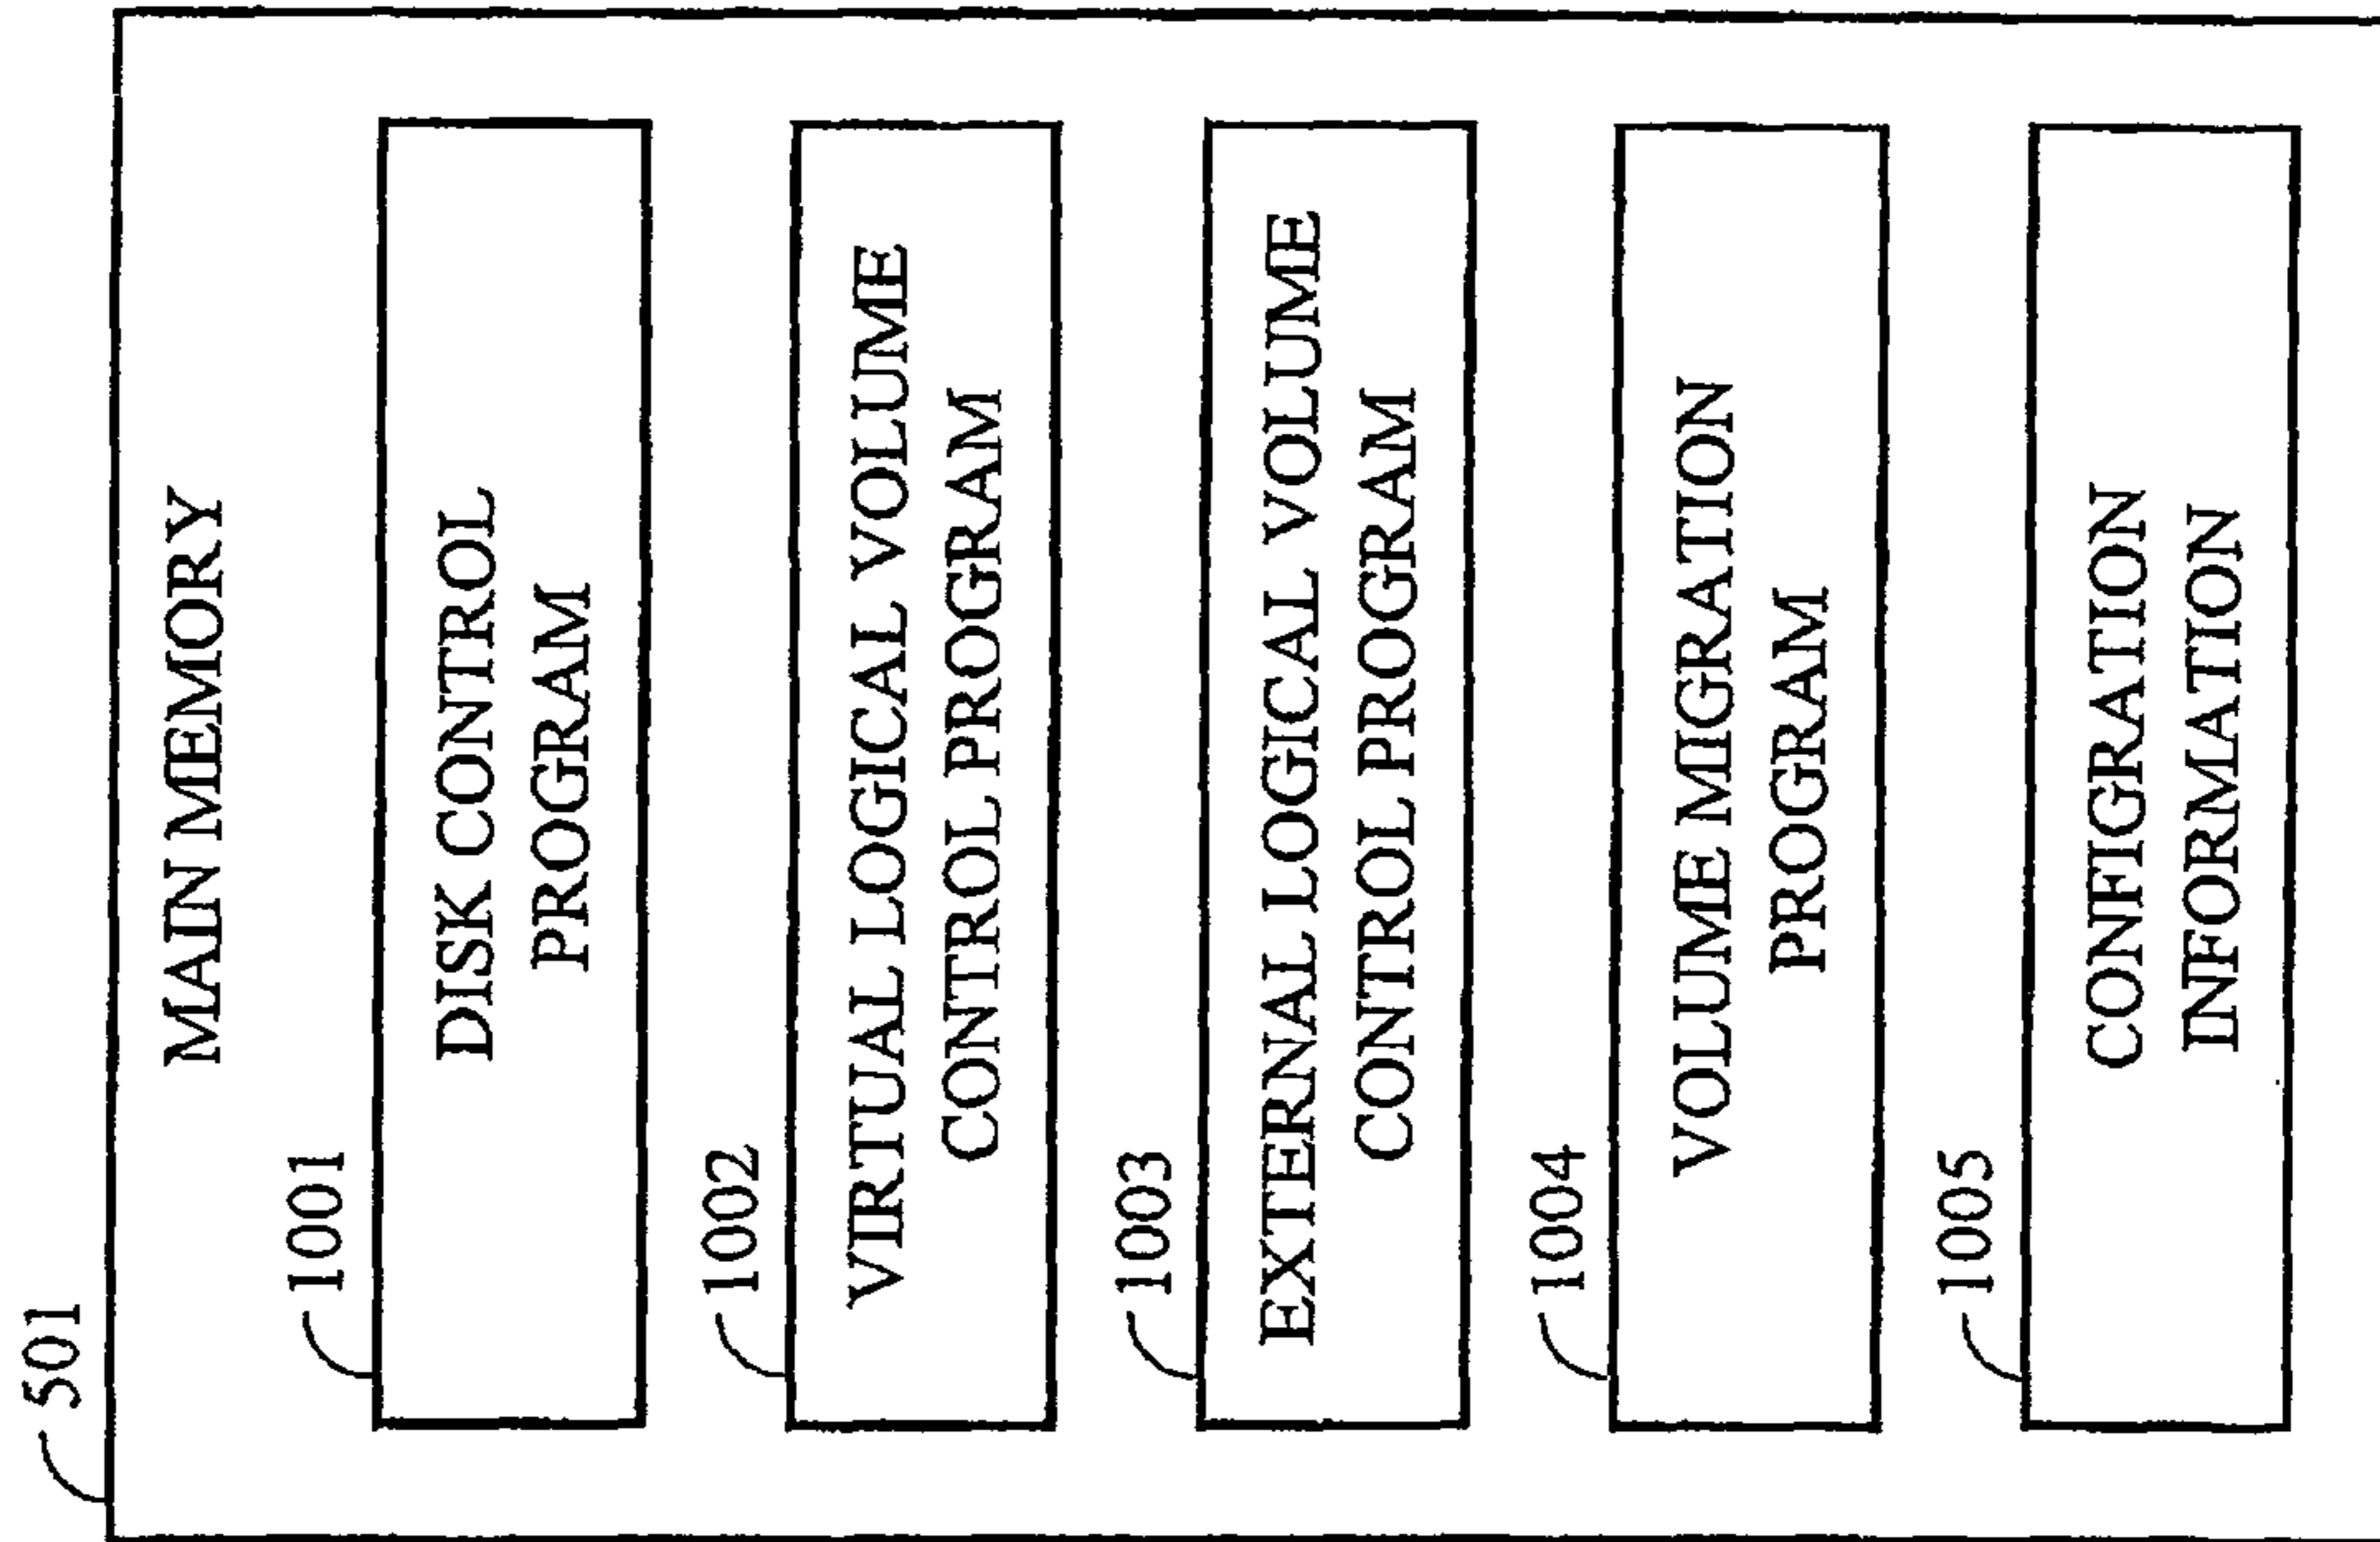 501
MAIN MEMORY
1001
DISK CONTROL
PROGRAM
1002
VIRTUAL LOGICAL VOLUME
CONTROL PROGRAM
1003
EXTERNAL LOGICAL VOLUME
CONTROL PROGRAM
1004
VOLUME MIGRATION
PROGRAM
1005
CONFIGRATION
INFORMATION